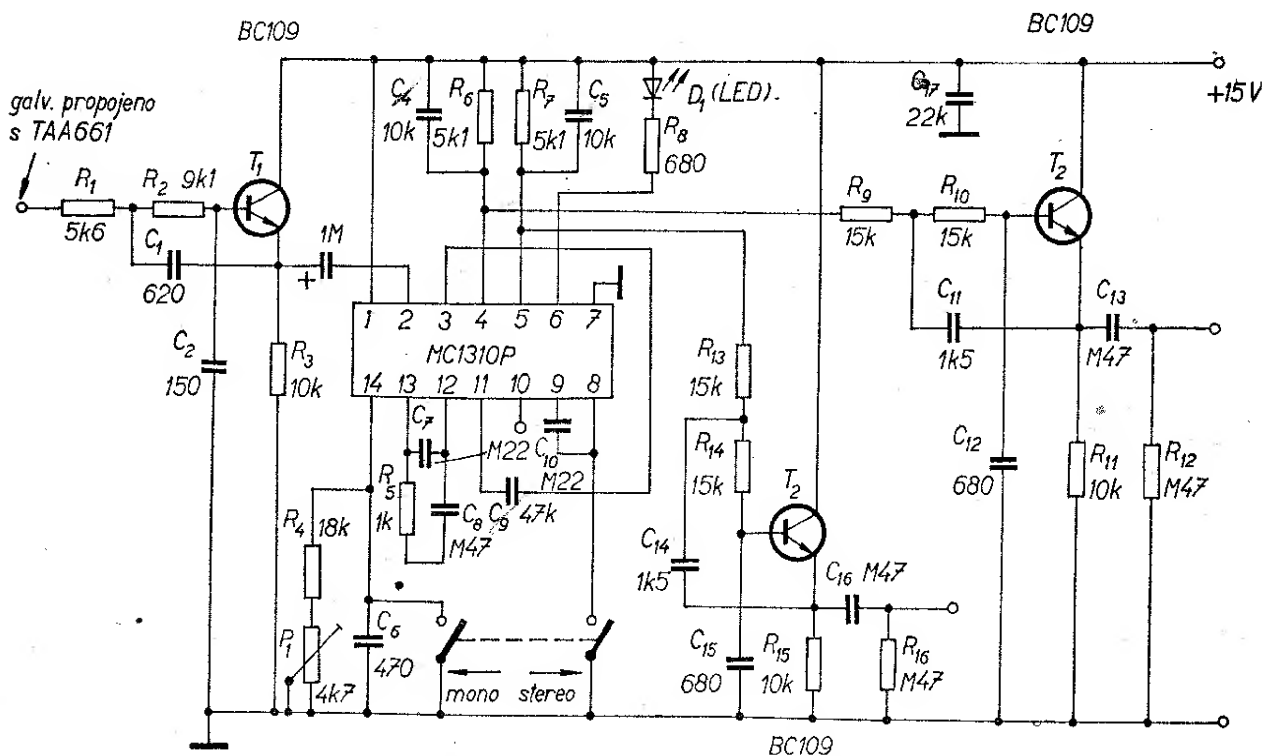 BC109
BC109
galv. propojeno
s TAA661
R1
5k6
R2
9k1
C1
620
T1
1M
+
C2
150
R3
10k
C4
10k
R6
5k1
R7
5k1
C5
10k
D1 (LED).
R8
680
C17
22k
+15V
1 2 3 4 5 6 7
MC1310P
14 13 12 11 10 9 8
R9
15k
R10
15k
T2
C11
1k5
C13
M47
C12
680
R11
10k
R12
M47
C7
M22
C10
M22
R5
1k
C8
M47
C9
47k
R4
18k
P1
4k7
C6
470
mono stereo
R13
15k
R14
15k
T2
C14
1k5
C16 M47
C15
680
R15
10k
R16
M47
BC109